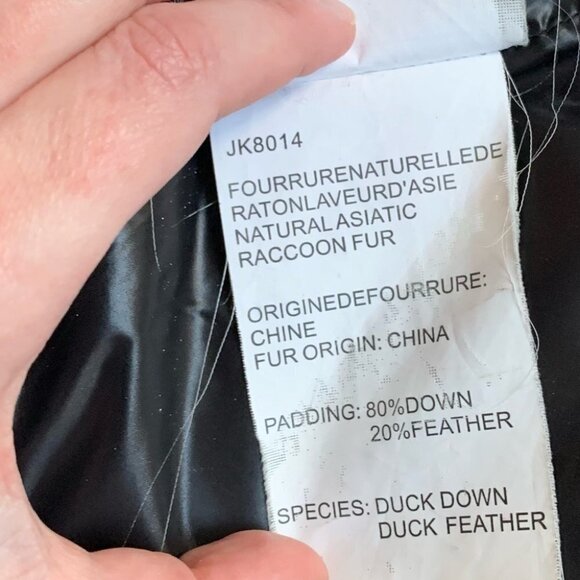 JK8014
FOURRURENATURELLEDE
RATONLAVEURD'ASIE
NATURAL ASIATIC
RACCOON FUR
ORIGINEDEFOURRURE:
CHINE
FUR ORIGIN: CHINA
PADDING: 80%DOWN
20%FEATHER
SPECIES: DUCK DOWN
DUCK FEATHER